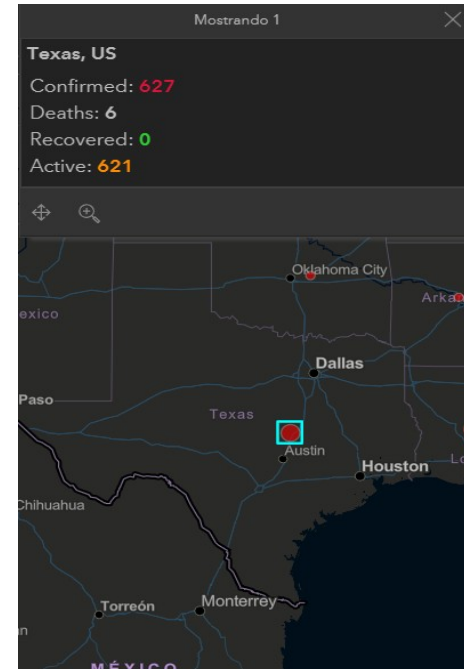 Mostrando 1
Texas, US
Confirmed: 627
Deaths: 6
Recovered: 0
Active: 621
Oklahoma City
Arka
exico
Dallas
Paso
Texas
Austin
Houston
Lo
Chihuahua
Torreón
Monterrey
MÉXICO